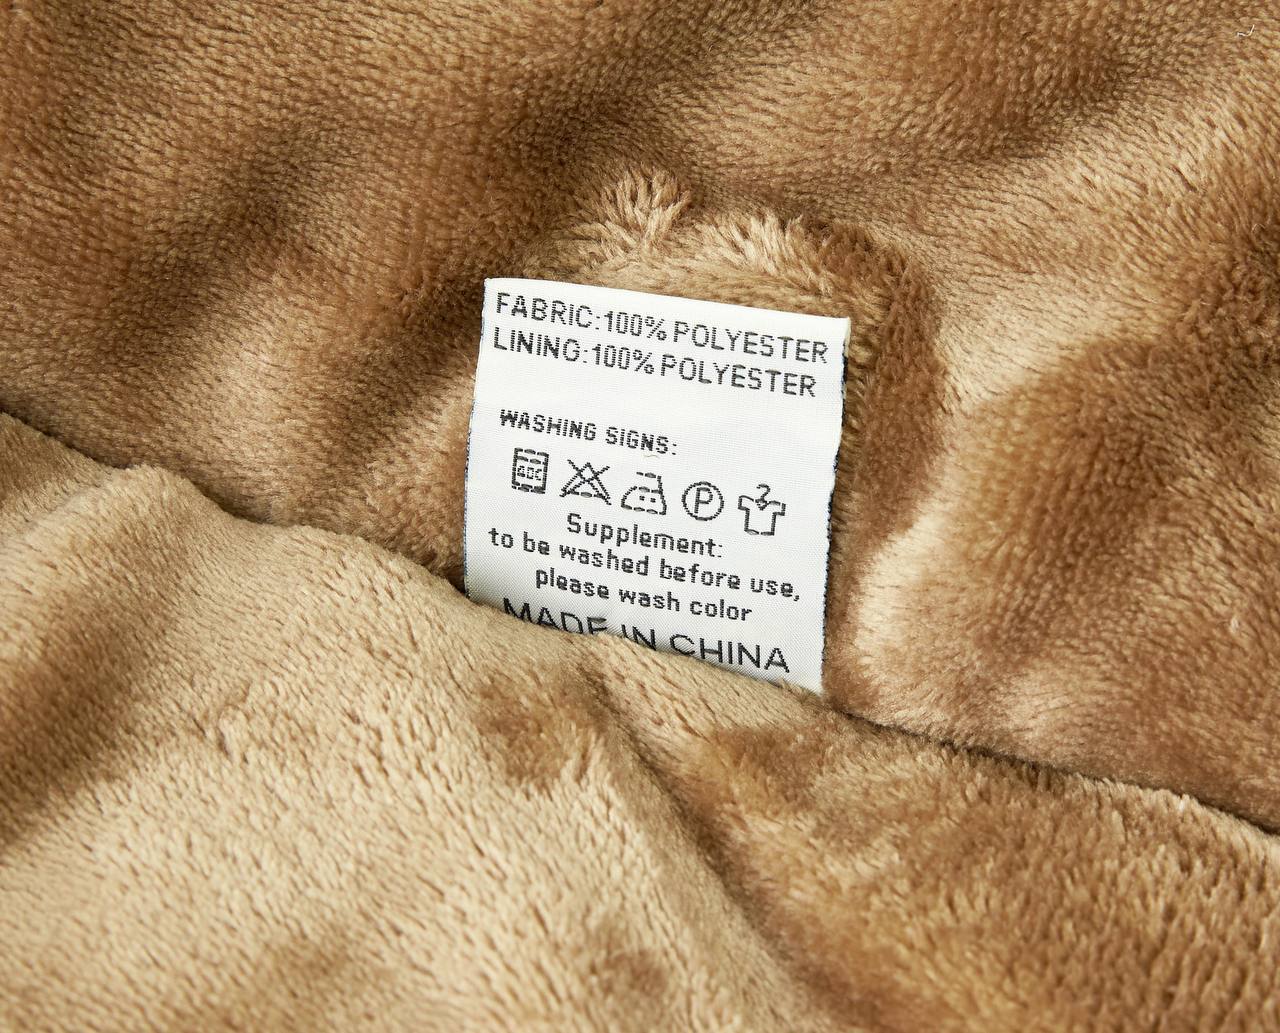 FABRIC:100% POLYESTER
LINING:100% POLYESTER
WASHING SIGNS:
P
Supplement:
to be washed before use,
please wash color
MADE IN CHINA